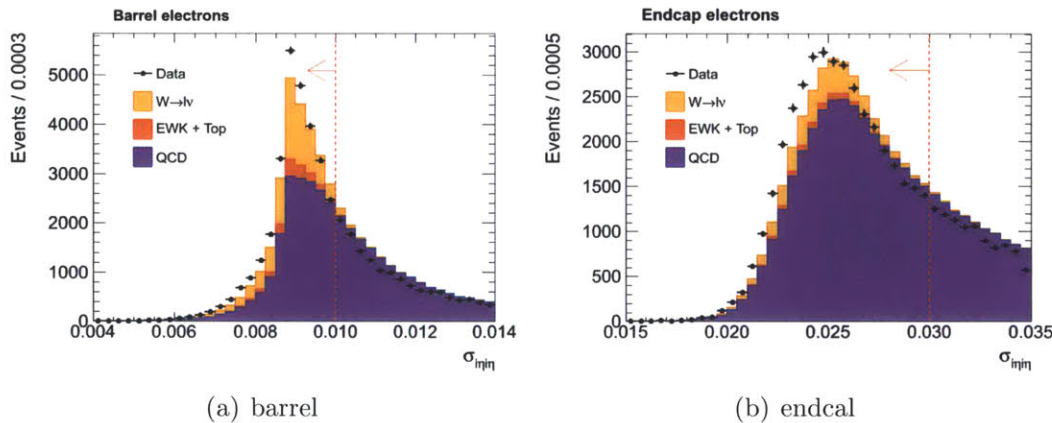 Barrel electrons
Events / 0.0003
5000
4000
3000
2000
1000
0
0.004
0.006
0.008
0.010
0.012
0.014
σiηiη
Data
W→lν
EWK + Top
QCD
(a) barrel
Endcap electrons
Events / 0.0005
3000
2500
2000
1500
1000
500
0
0.015
0.020
0.025
0.030
0.035
σiηiη
Data
W→lν
EWK + Top
QCD
(b) endcal